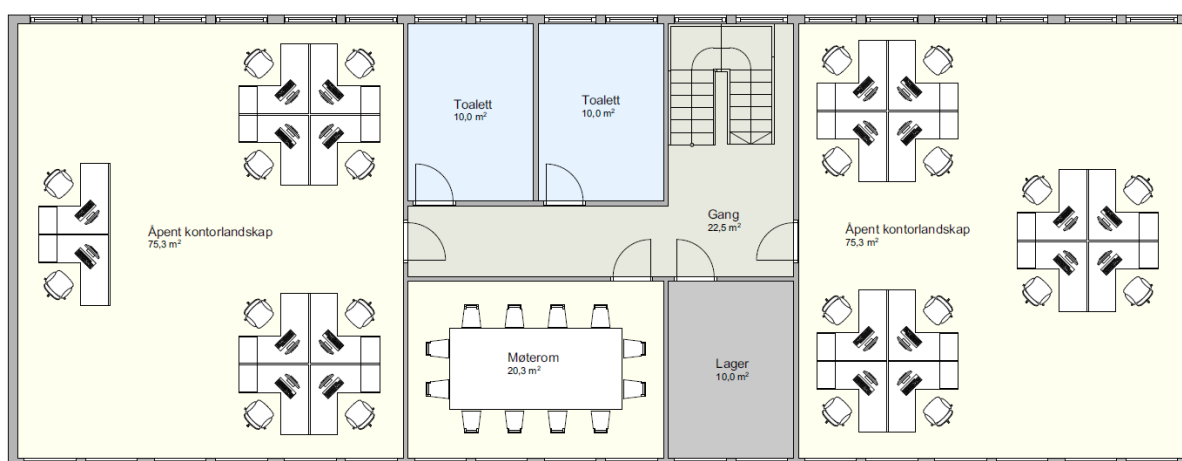 Toalett
10,0 m²
Toalett
10,0 m²
Åpent kontorlandskap
75,3 m²
Gang
22,5 m²
Åpent kontorlandskap
75,3 m²
Møterom
20,3 m²
Lager
10,0 m²